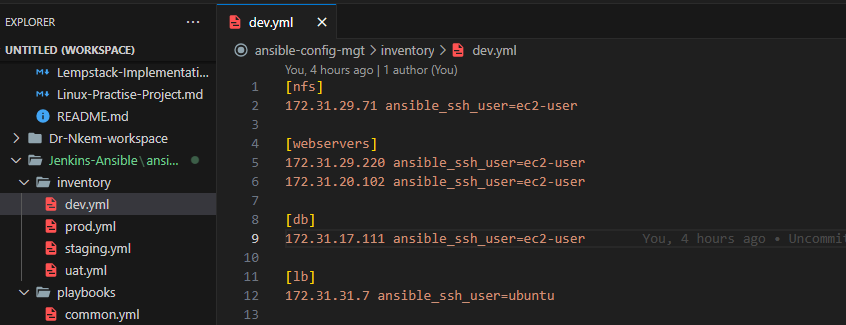 EXPLORER
...
UNTITLED (WORKSPACE)
Lempstack-Implementati...
Linux-Practise-Project.md
README.md
Dr-Nkem-workspace
Jenkins-Ansible\ansi...
inventory
dev.yml
prod.yml
staging.yml
uat.yml
playbooks
common.yml
dev.yml
ansible-config-mgt > inventory > dev.yml
You, 4 hours ago | 1 author (You)
1 [nfs]
2 172.31.29.71 ansible_ssh_user=ec2-user
3
4 [webservers]
5 172.31.29.220 ansible_ssh_user=ec2-user
6 172.31.20.102 ansible_ssh_user=ec2-user
7
8 [db]
9 172.31.17.111 ansible_ssh_user=ec2-user You, 4 hours ago • Uncommit
10
11 [lb]
12 172.31.31.7 ansible_ssh_user=ubuntu
13